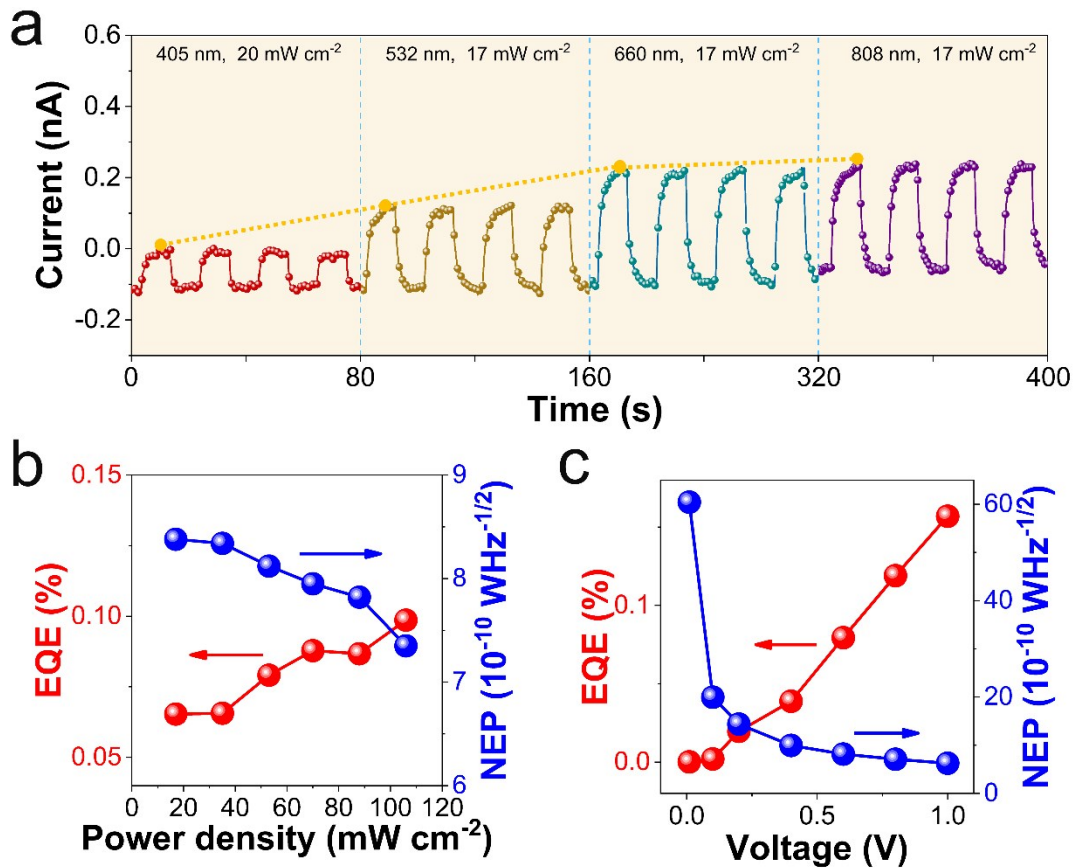 a
405 nm, 20 mW cm-2
532 nm, 17 mW cm-2
660 nm, 17 mW cm-2
808 nm, 17 mW cm-2
0.6
0.4
0.2
0.0
-0.2
Current (nA)
0
80
160
320
400
Time (s)
b
0.15
0.10
0.05
EQE (%)
9
8
7
6
NEP (10-10 WHz-1/2)
0
20
40
60
80
100
120
Power density (mW cm-2)
c
0.1
0.0
EQE (%)
60
40
20
0
NEP (10-10 WHz-1/2)
0.0
0.5
1.0
Voltage (V)